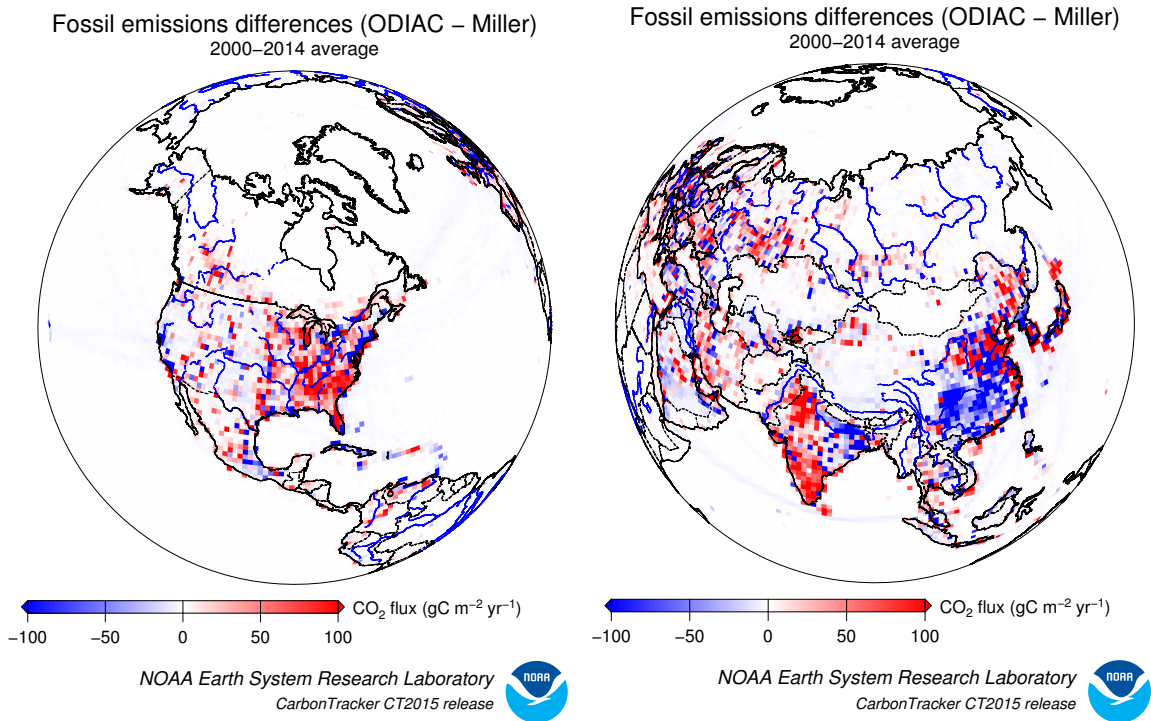 Fossil emissions differences (ODIAC − Miller)
2000−2014 average
CO₂ flux (gC m⁻² yr⁻¹)
−100 −50 0 50 100
NOAA Earth System Research Laboratory
CarbonTracker CT2015 release
NOAA
Fossil emissions differences (ODIAC − Miller)
2000−2014 average
CO₂ flux (gC m⁻² yr⁻¹)
−100 −50 0 50 100
NOAA Earth System Research Laboratory
CarbonTracker CT2015 release
NOAA